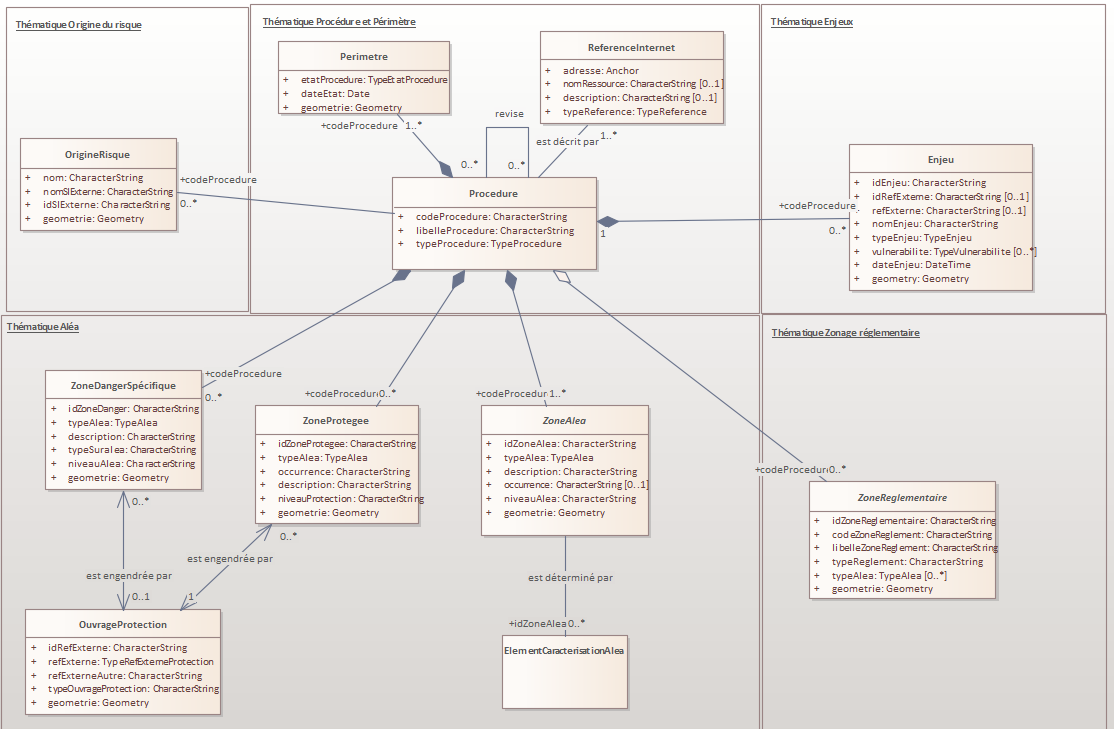 Thématique Origine du risque
OrigineRisque
+ nom: CharacterString
+ nomSIExterne: CharacterString
+ idSIExterne: CharacterString
+ geometrie: Geometry
+codeProcedure
0..*
Thématique Procédure et Périmètre
Perimetre
+ etatProcedure: TypeEtatProcedure
+ dateEtat: Date
+ geometrie: Geometry
+codeProcedure 1..*
0..*
revise
0..*
ReferenceInternet
+ adresse: Anchor
+ nomRessource: CharacterString [0..1]
+ description: CharacterString [0..1]
+ typeReference: TypeReference
est décrit par 1..*
Procedure
+ codeProcedure: CharacterString
+ libelleProcedure: CharacterString
+ typeProcedure: TypeProcedure
1
Thématique Enjeux
Enjeu
+ idEnjeu: CharacterString
+ idRefExterne: CharacterString [0..1]
+ refExterne: CharacterString [0..1]
+ nomEnjeu: CharacterString
+ typeEnjeu: TypeEnjeu
+ vulnerabilite: TypeVulnerabilite [0..*]
+ dateEnjeu: DateTime
+ geometry: Geometry
+codeProcedure
0..*
Thématique Aléa
ZoneDangerSpécifique
+ idZoneDanger: CharacterString
+ typeAlea: TypeAlea
+ description: CharacterString
+ typeSuralea: CharacterString
+ niveauAlea: CharacterString
+ geometrie: Geometry
+codeProcedure
0..*
0..*
est engendrée par
0..1
ZoneProtegee
+ idZoneProtegee: CharacterString
+ typeAlea: TypeAlea
+ occurrence: CharacterString
+ description: CharacterString
+ niveauProtection: CharacterString
+ geometrie: Geometry
+codeProcedure 0..*
0..*
est engendrée par
1
OuvrageProtection
+ idRefExterne: CharacterString
+ refExterne: TypeRefExterneProtection
+ refExterneAutre: CharacterString
+ typeOuvrageProtection: CharacterString
+ geometrie: Geometry
+codeProcedur 1..*
ZoneAlea
+ idZoneAlea: CharacterString
+ typeAlea: TypeAlea
+ description: CharacterString
+ occurrence: CharacterString [0..1]
+ niveauAlea: CharacterString
+ geometrie: Geometry
est déterminé par
+idZoneAlea 0..*
ElementCaracterisationAlea
Thématique Zonage réglementaire
+codeProcedure 0..*
ZoneReglementaire
+ idZoneReglementaire: CharacterString
+ codeZoneReglement: CharacterString
+ libelleZoneReglement: CharacterString
+ typeReglement: CharacterString
+ typeAlea: TypeAlea [0..*]
+ geometrie: Geometry